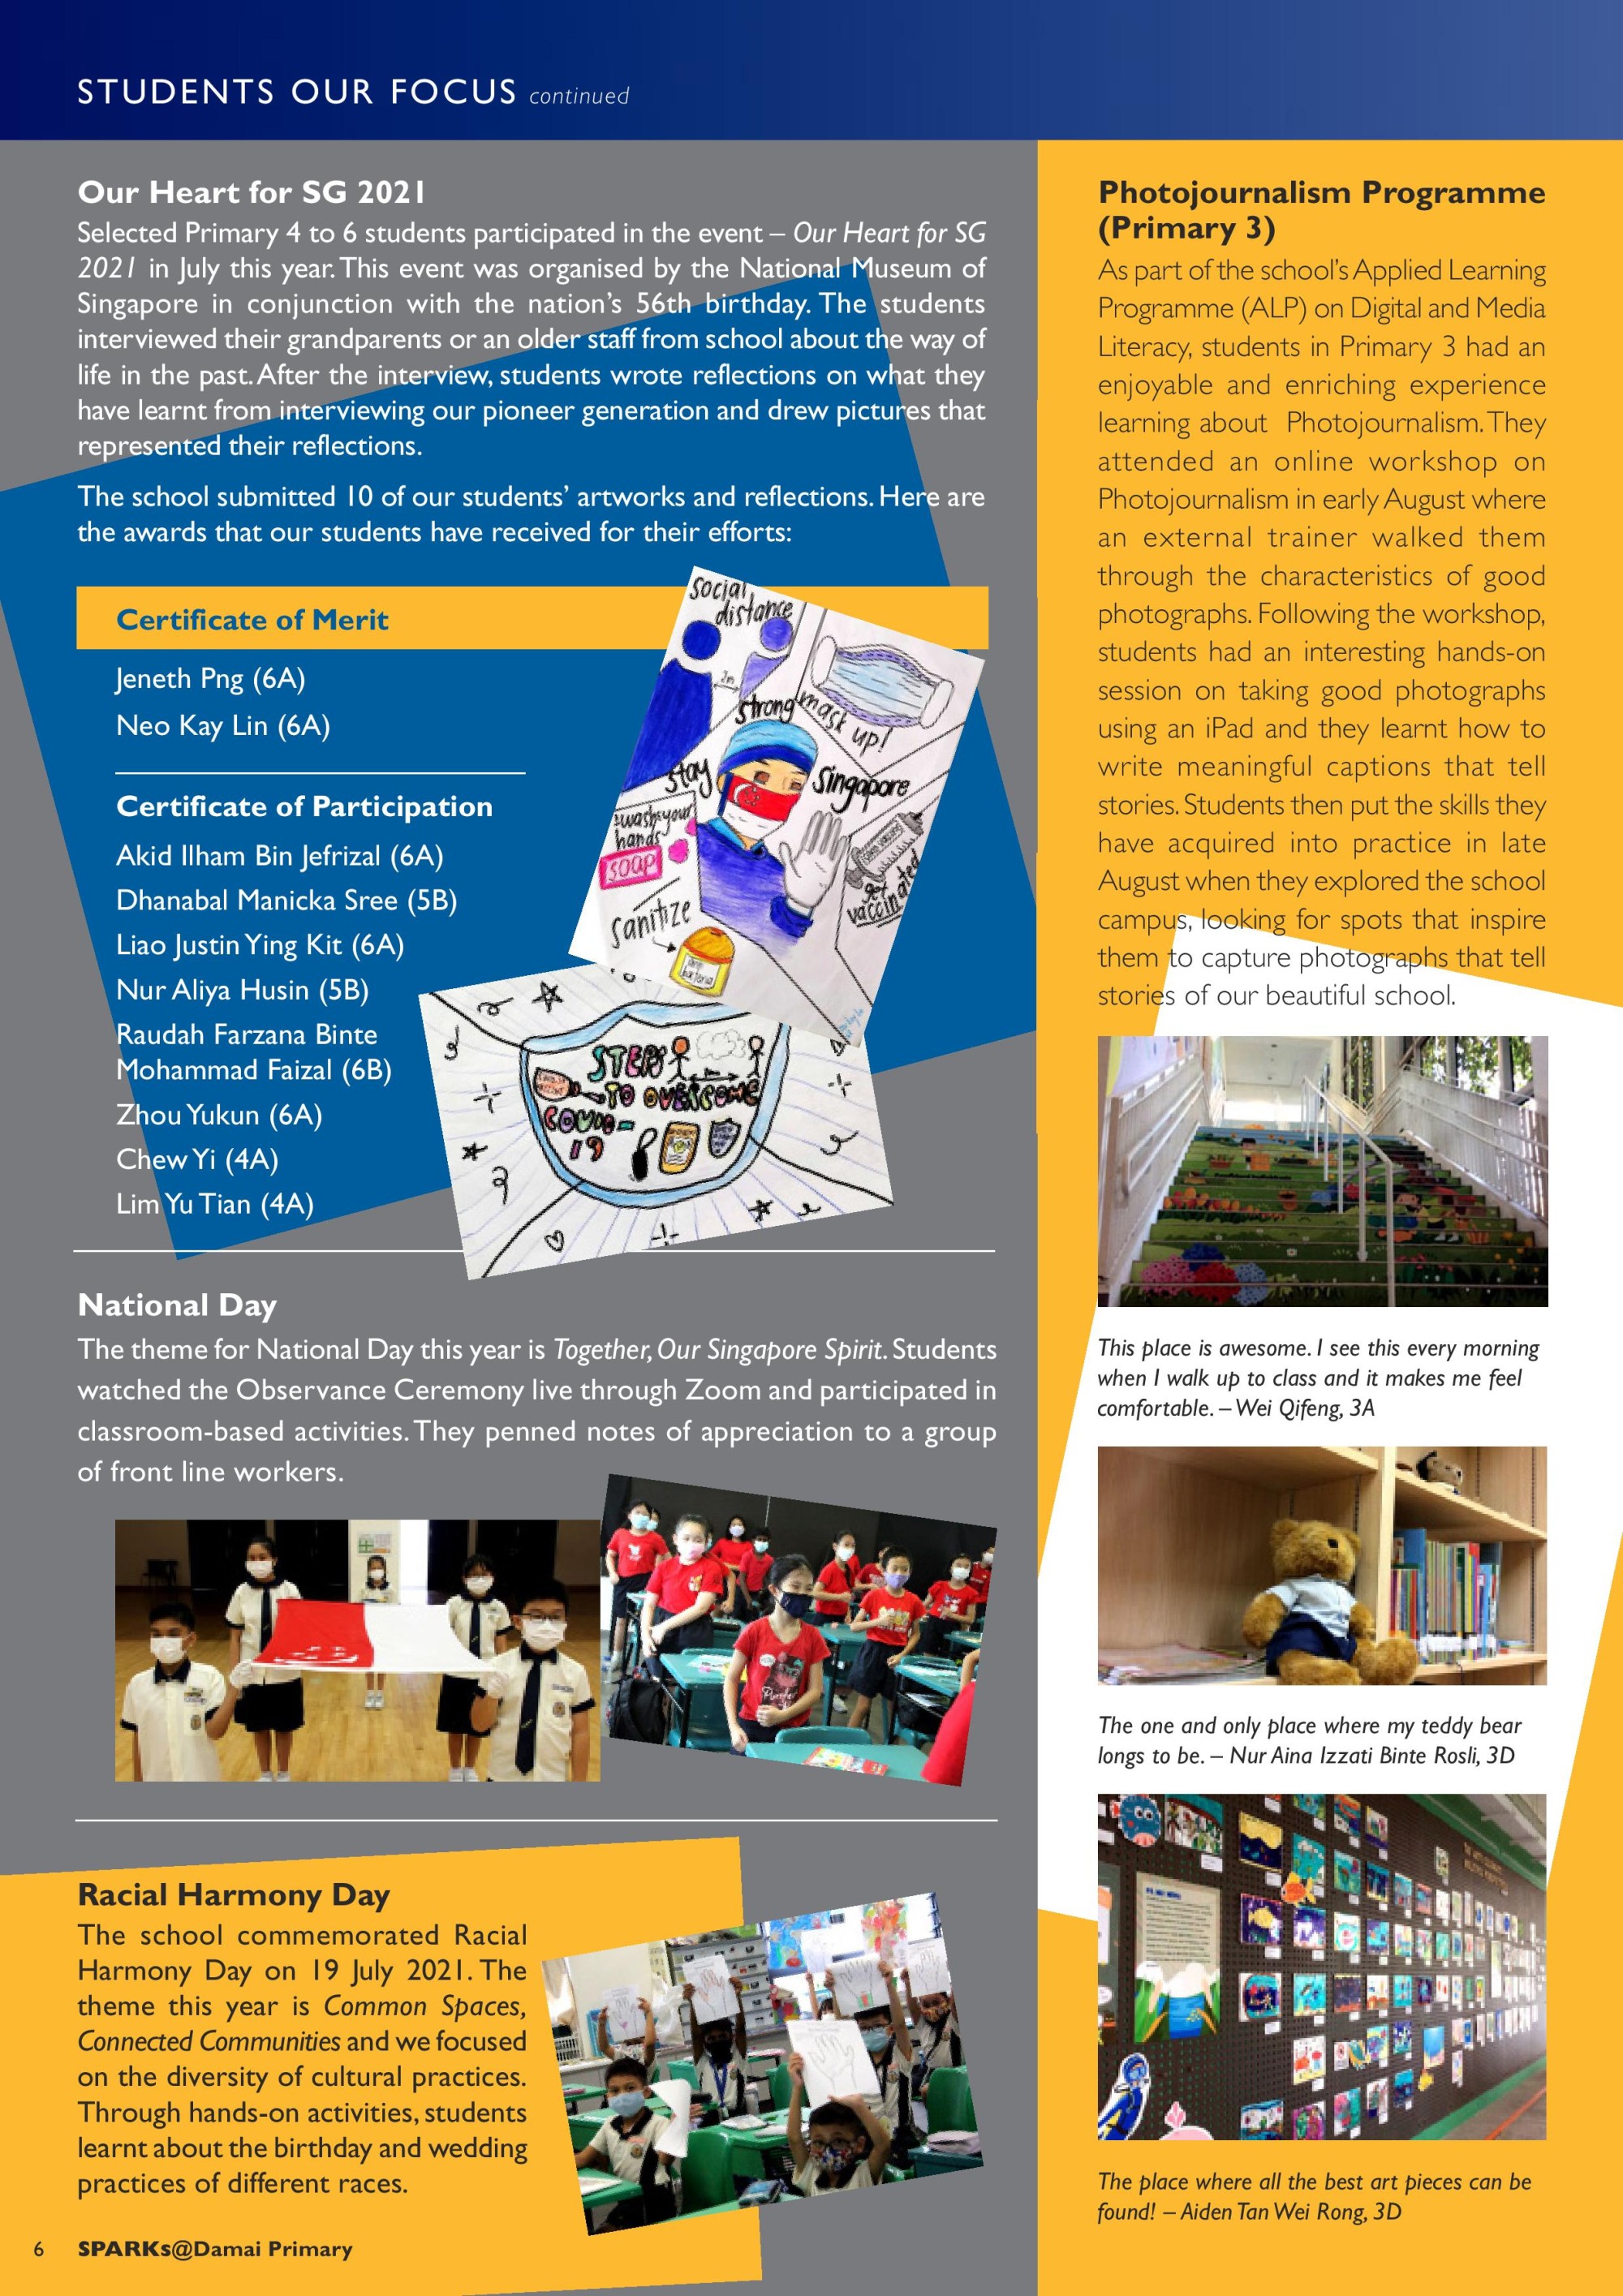 STUDENTS OUR FOCUS continued
Our Heart for SG 2021
Selected Primary 4 to 6 students participated in the event – Our Heart for SG
2021 in July this year. This event was organised by the National Museum of
Singapore in conjunction with the nation's 56th birthday. The students
interviewed their grandparents or an older staff from school about the way of
life in the past. After the interview, students wrote reflections on what they
have learnt from interviewing our pioneer generation and drew pictures that
represented their reflections.
The school submitted 10 of our students' artworks and reflections. Here are
the awards that our students have received for their efforts:
Certificate of Merit
Jeneth Png (6A)
Neo Kay Lin (6A)
Certificate of Participation
Akid Ilham Bin Jefrizal (6A)
Dhanabal Manicka Sree (5B)
Liao Justin Ying Kit (6A)
Nur Aliya Husin (5B)
Raudah Farzana Binte
Mohammad Faizal (6B)
Zhou Yukun (6A)
Chew Yi (4A)
Lim Yu Tian (4A)
social
distance
2m
strong
mask
up!
stay
Singapore
wash your
hands
soap
get
vaccinated
sanitize
STEPS
TO OVERCOME
COVID-
19
National Day
The theme for National Day this year is Together, Our Singapore Spirit. Students
watched the Observance Ceremony live through Zoom and participated in
classroom-based activities. They penned notes of appreciation to a group
of front line workers.
Racial Harmony Day
The school commemorated Racial
Harmony Day on 19 July 2021. The
theme this year is Common Spaces,
Connected Communities and we focused
on the diversity of cultural practices.
Through hands-on activities, students
learnt about the birthday and wedding
practices of different races.
6 SPARKs@Damai Primary
Photojournalism Programme
(Primary 3)
As part of the school's Applied Learning
Programme (ALP) on Digital and Media
Literacy, students in Primary 3 had an
enjoyable and enriching experience
learning about Photojournalism. They
attended an online workshop on
Photojournalism in early August where
an external trainer walked them
through the characteristics of good
photographs. Following the workshop,
students had an interesting hands-on
session on taking good photographs
using an iPad and they learnt how to
write meaningful captions that tell
stories. Students then put the skills they
have acquired into practice in late
August when they explored the school
campus, looking for spots that inspire
them to capture photographs that tell
stories of our beautiful school.
This place is awesome. I see this every morning
when I walk up to class and it makes me feel
comfortable. – Wei Qifeng, 3A
The one and only place where my teddy bear
longs to be. – Nur Aina Izzati Binte Rosli, 3D
The place where all the best art pieces can be
found! – Aiden Tan Wei Rong, 3D